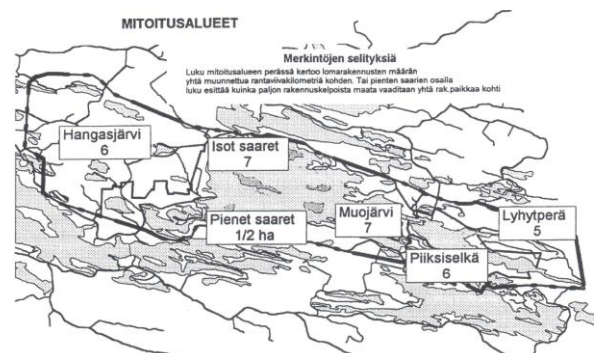 MITOITUSALUEET
Merkintöjen selityksiä
Luku mitoitusalueen perässä kertoo lomarakennusten määrän
yhtä muunnettua rantaviivakilometriä kohden. Tai pienten saarien osalla
luku esittää kuinka paljon rakennuskelpoista maata vaaditaan yhtä rak.paikkaa kohti
Hangasjärvi
6
Isot saaret
7
Pienet saaret
1/2 ha
Muojärvi
7
Lyhytperä
5
Piiksiselkä
6